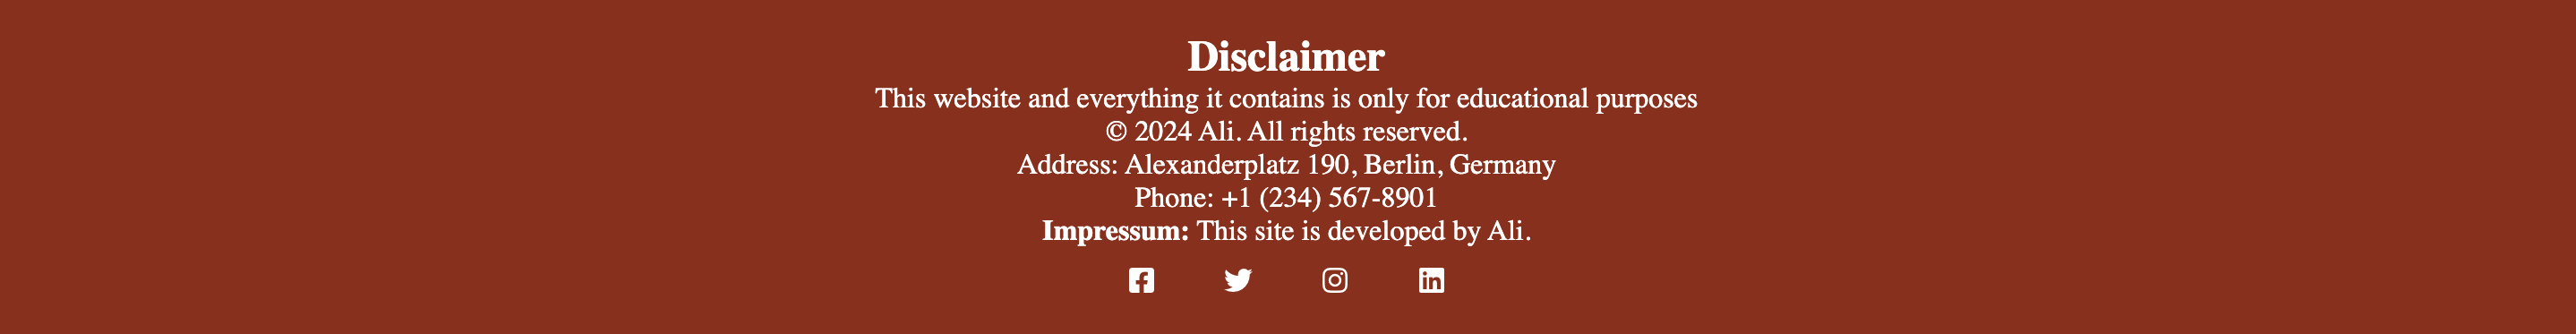 Disclaimer
This website and everything it contains is only for educational purposes
© 2024 Ali. All rights reserved.
Address: Alexanderplatz 190, Berlin, Germany
Phone: +1 (234) 567-8901
Impressum: This site is developed by Ali.